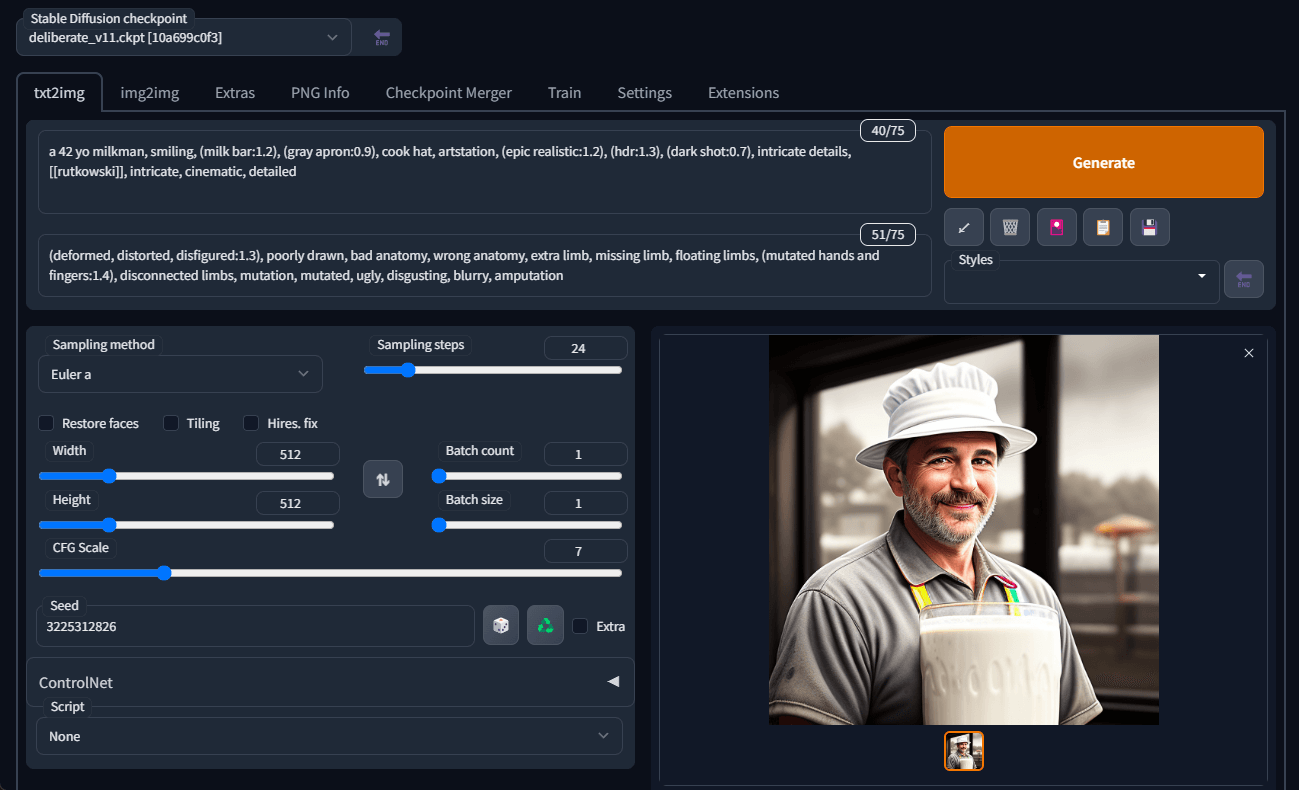 Stable Diffusion checkpoint
deliberate_v11.ckpt [10a699c0f3]
END
txt2img
img2img
Extras
PNG Info
Checkpoint Merger
Train
Settings
Extensions
40/75
a 42 yo milkman, smiling, (milk bar:1.2), (gray apron:0.9), cook hat, artstation, (epic realistic:1.2), (hdr:1.3), (dark shot:0.7), intricate details,
[[rutkowski]], intricate, cinematic, detailed
Generate
51/75
(deformed, distorted, disfigured:1.3), poorly drawn, bad anatomy, wrong anatomy, extra limb, missing limb, floating limbs, (mutated hands and
fingers:1.4), disconnected limbs, mutation, mutated, ugly, disgusting, blurry, amputation
Styles
END
Sampling method
Euler a
Sampling steps
24
Restore faces
Tiling
Hires. fix
Width
512
Batch count
1
Height
512
Batch size
1
CFG Scale
7
Seed
3225312826
Extra
ControlNet
Script
None